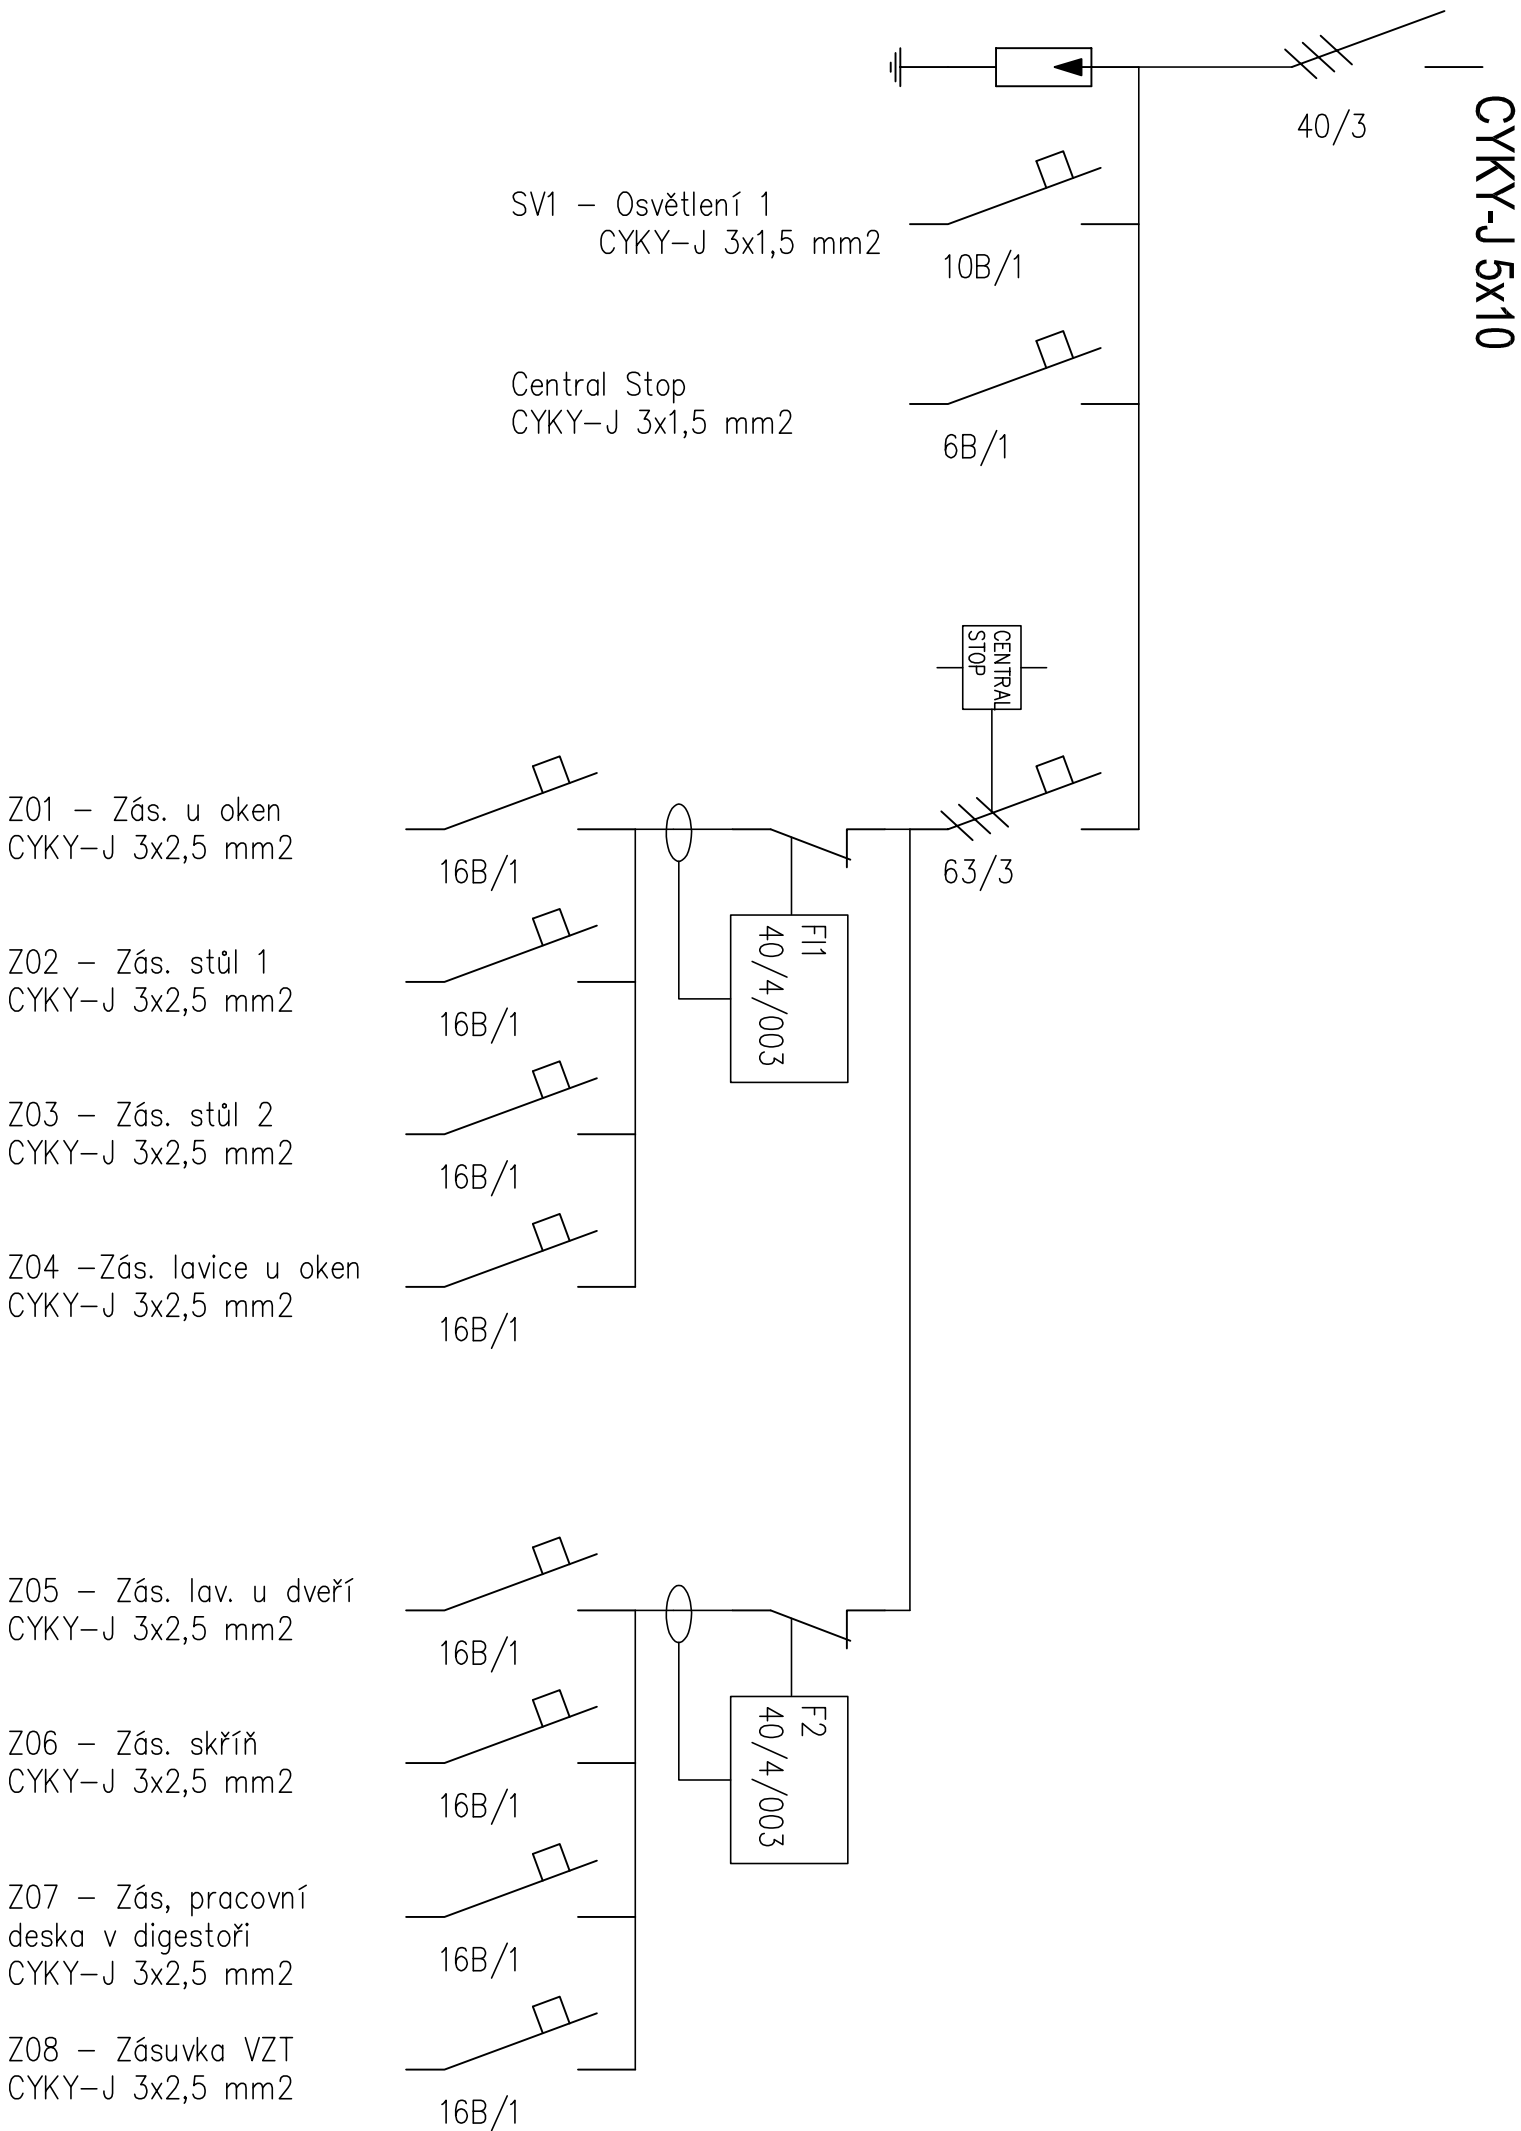 40/3
CYKY-J 5x10
SV1 – Osvětlení 1
CYKY–J 3x1,5 mm2
10B/1
Central Stop
CYKY–J 3x1,5 mm2
6B/1
CENTRAL
STOP
63/3
Z01 – Zás. u oken
CYKY–J 3x2,5 mm2
16B/1
FI1
40/4/003
Z02 – Zás. stůl 1
CYKY–J 3x2,5 mm2
16B/1
Z03 – Zás. stůl 2
CYKY–J 3x2,5 mm2
16B/1
Z04 –Zás. lavice u oken
CYKY–J 3x2,5 mm2
16B/1
Z05 – Zás. lav. u dveří
CYKY–J 3x2,5 mm2
16B/1
F2
40/4/003
Z06 – Zás. skříň
CYKY–J 3x2,5 mm2
16B/1
Z07 – Zás, pracovní
deska v digestoři
CYKY–J 3x2,5 mm2
16B/1
Z08 – Zásuvka VZT
CYKY–J 3x2,5 mm2
16B/1